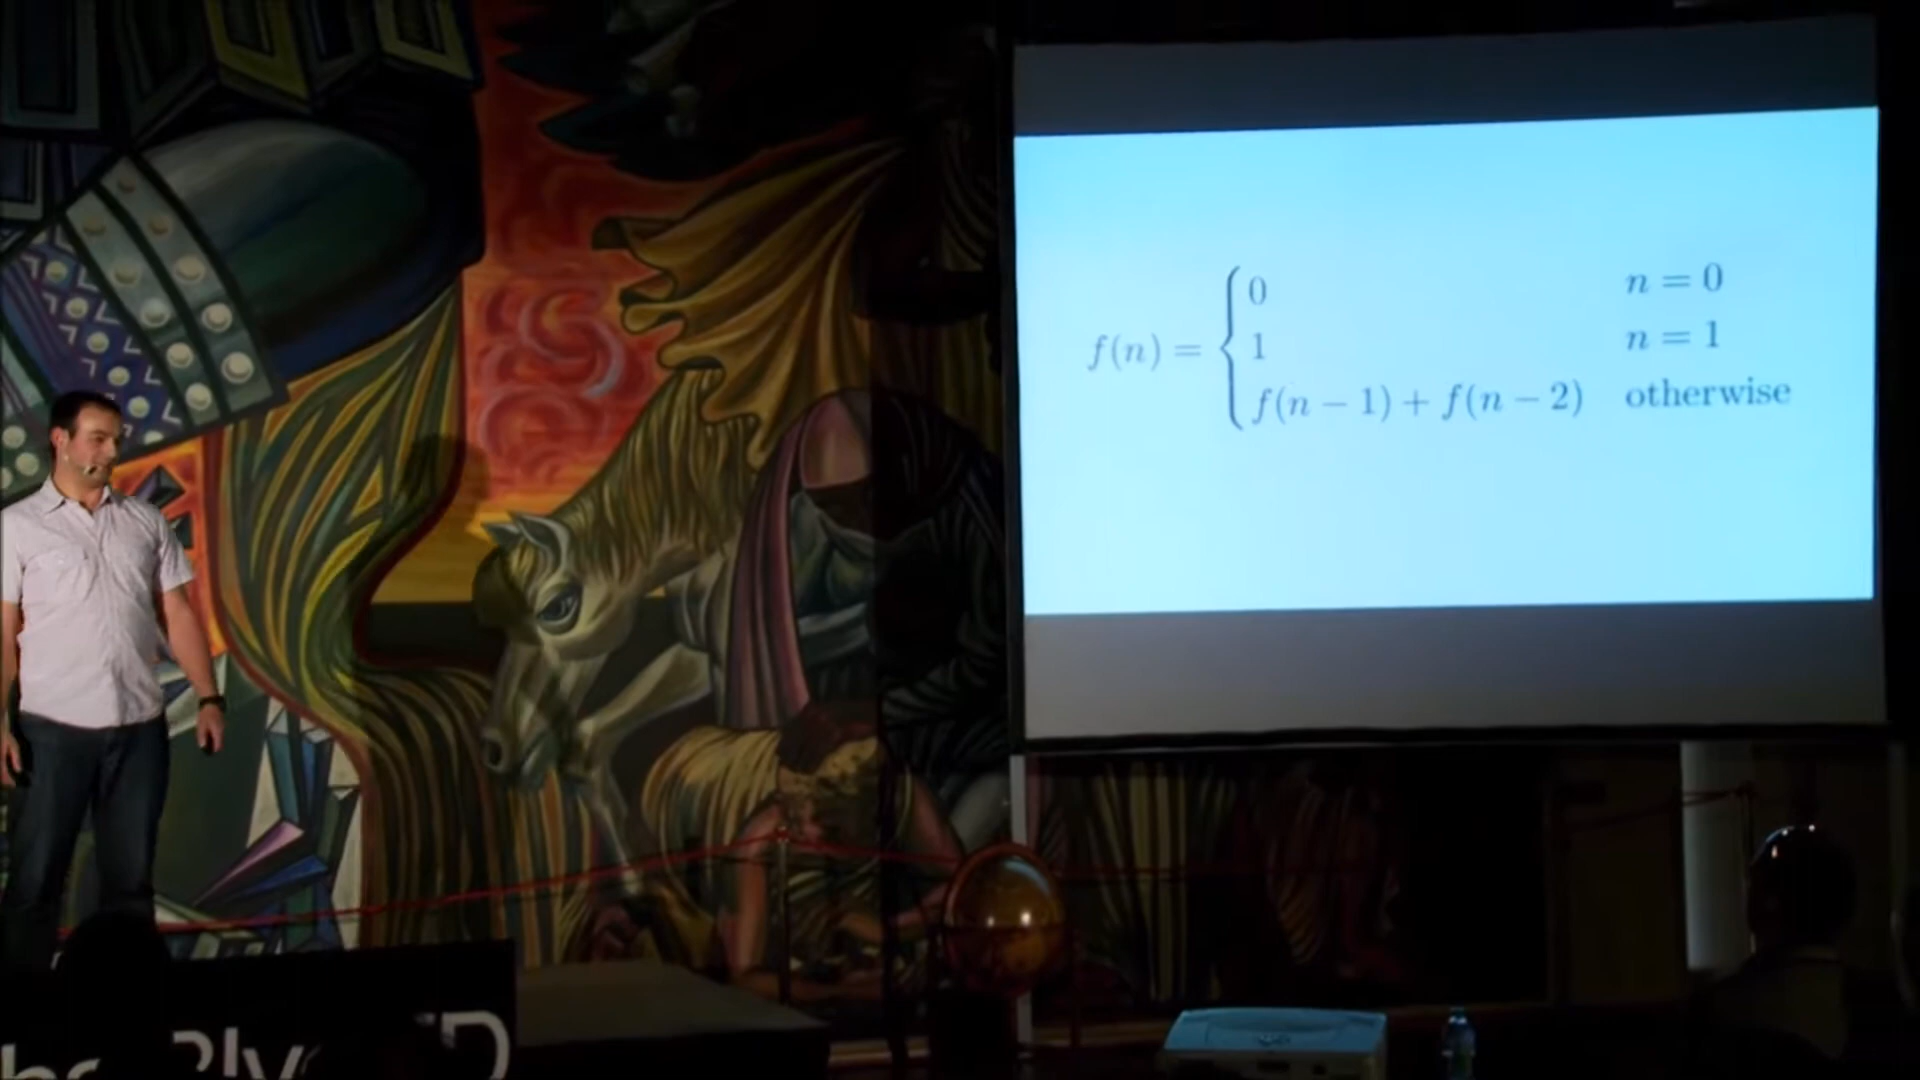 f(n) = { 0 n = 0
1 n = 1
f(n − 1) + f(n − 2) otherwise